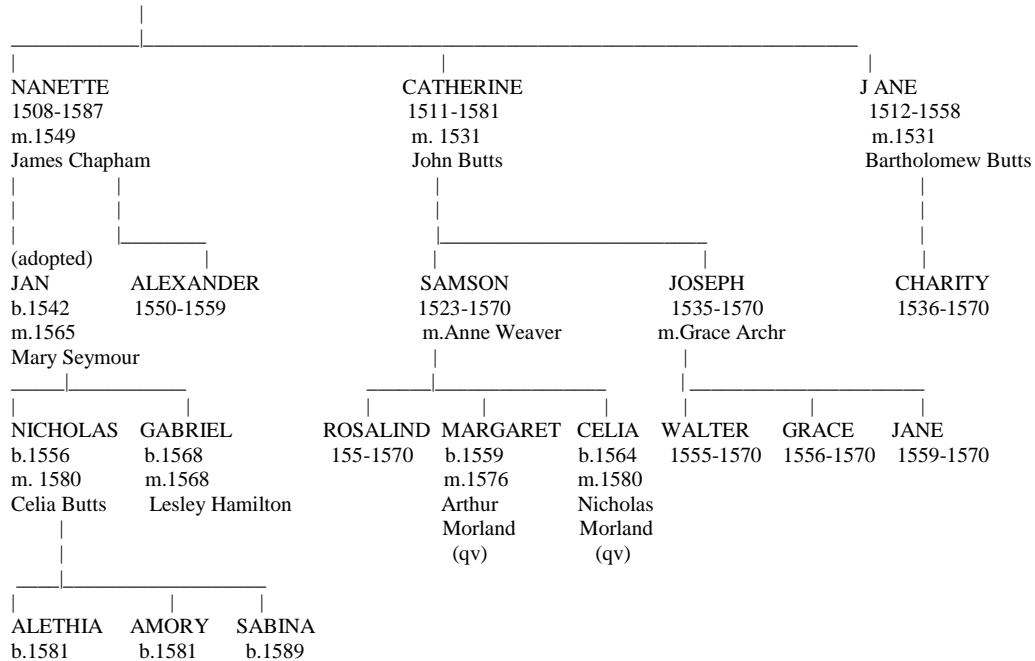 NANETTE CATHERINE J ANE
1508-1587 1511-1581 1512-1558
m.1549 m. 1531 m.1531
James Chapham John Butts Bartholomew Butts
(adopted)
JAN ALEXANDER SAMSON JOSEPH CHARITY
b.1542 1550-1559 1523-1570 1535-1570 1536-1570
m.1565 m.Anne Weaver m.Grace Archr
Mary Seymour
NICHOLAS GABRIEL ROSALIND MARGARET CELIA WALTER GRACE JANE
b.1556 b.1568 155-1570 b.1559 b.1564 1555-1570 1556-1570 1559-1570
m. 1580 m.1568 m.1576 m.1580
Celia Butts Lesley Hamilton Arthur Nicholas
Morland Morland
(qv) (qv)
ALETHIA AMORY SABINA
b.1581 b.1581 b.1589